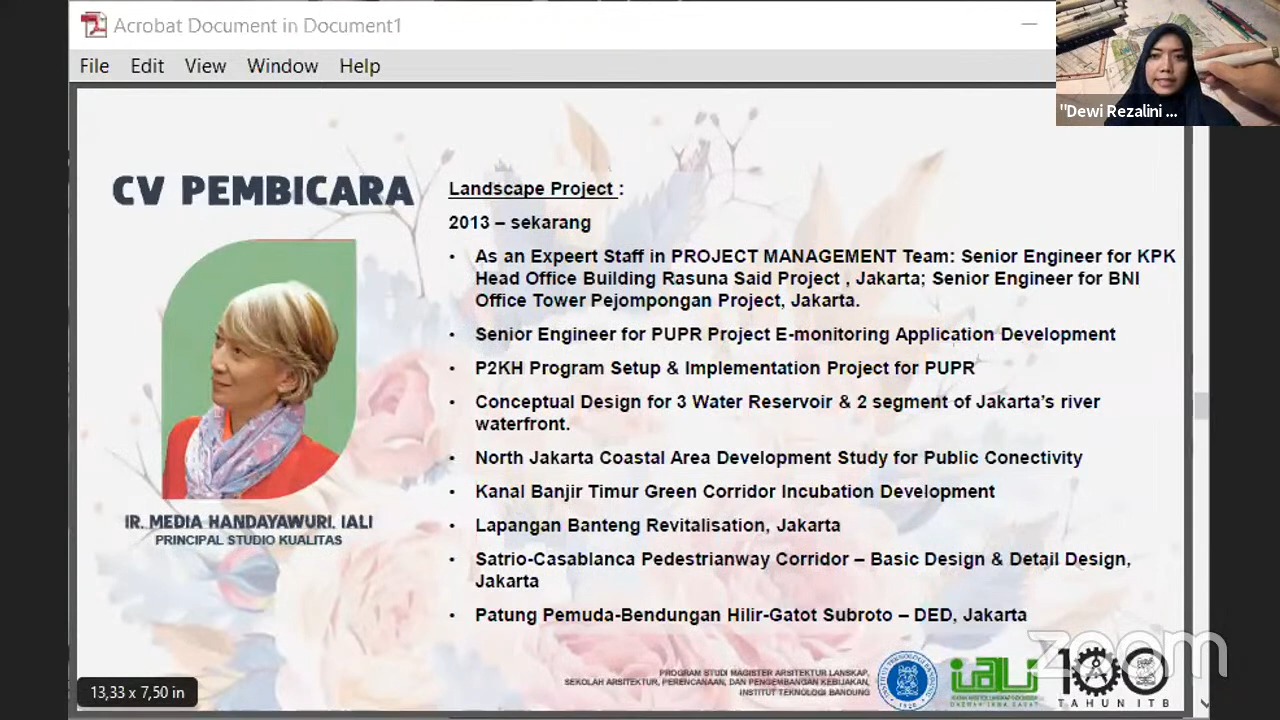 Acrobat Document in Document1
File Edit View Window Help
"Dewi Rezalini ...
CV PEMBICARA
Landscape Project :
2013 – sekarang
• As an Expeert Staff in PROJECT MANAGEMENT Team: Senior Engineer for KPK
Head Office Building Rasuna Said Project , Jakarta; Senior Engineer for BNI
Office Tower Pejompongan Project, Jakarta.
• Senior Engineer for PUPR Project E-monitoring Application Development
• P2KH Program Setup & Implementation Project for PUPR
• Conceptual Design for 3 Water Reservoir & 2 segment of Jakarta's river
waterfront.
• North Jakarta Coastal Area Development Study for Public Conectivity
• Kanal Banjir Timur Green Corridor Incubation Development
• Lapangan Banteng Revitalisation, Jakarta
• Satrio-Casablanca Pedestrianway Corridor – Basic Design & Detail Design,
Jakarta
• Patung Pemuda-Bendungan Hilir-Gatot Subroto – DED, Jakarta
IR. MEDIA HANDAYAWURI. IALI
PRINCIPAL STUDIO KUALITAS
PROGRAM STUDI MAGISTER ARSITEKTUR LANSKAP,
SEKOLAH ARSITEKTUR, PERENCANAAN, DAN PENGEMBANGAN KEBIJAKAN,
INSTITUT TEKNOLOGI BANDUNG
iali
100
TAHUN ITB
zoom
13,33 x 7,50 in